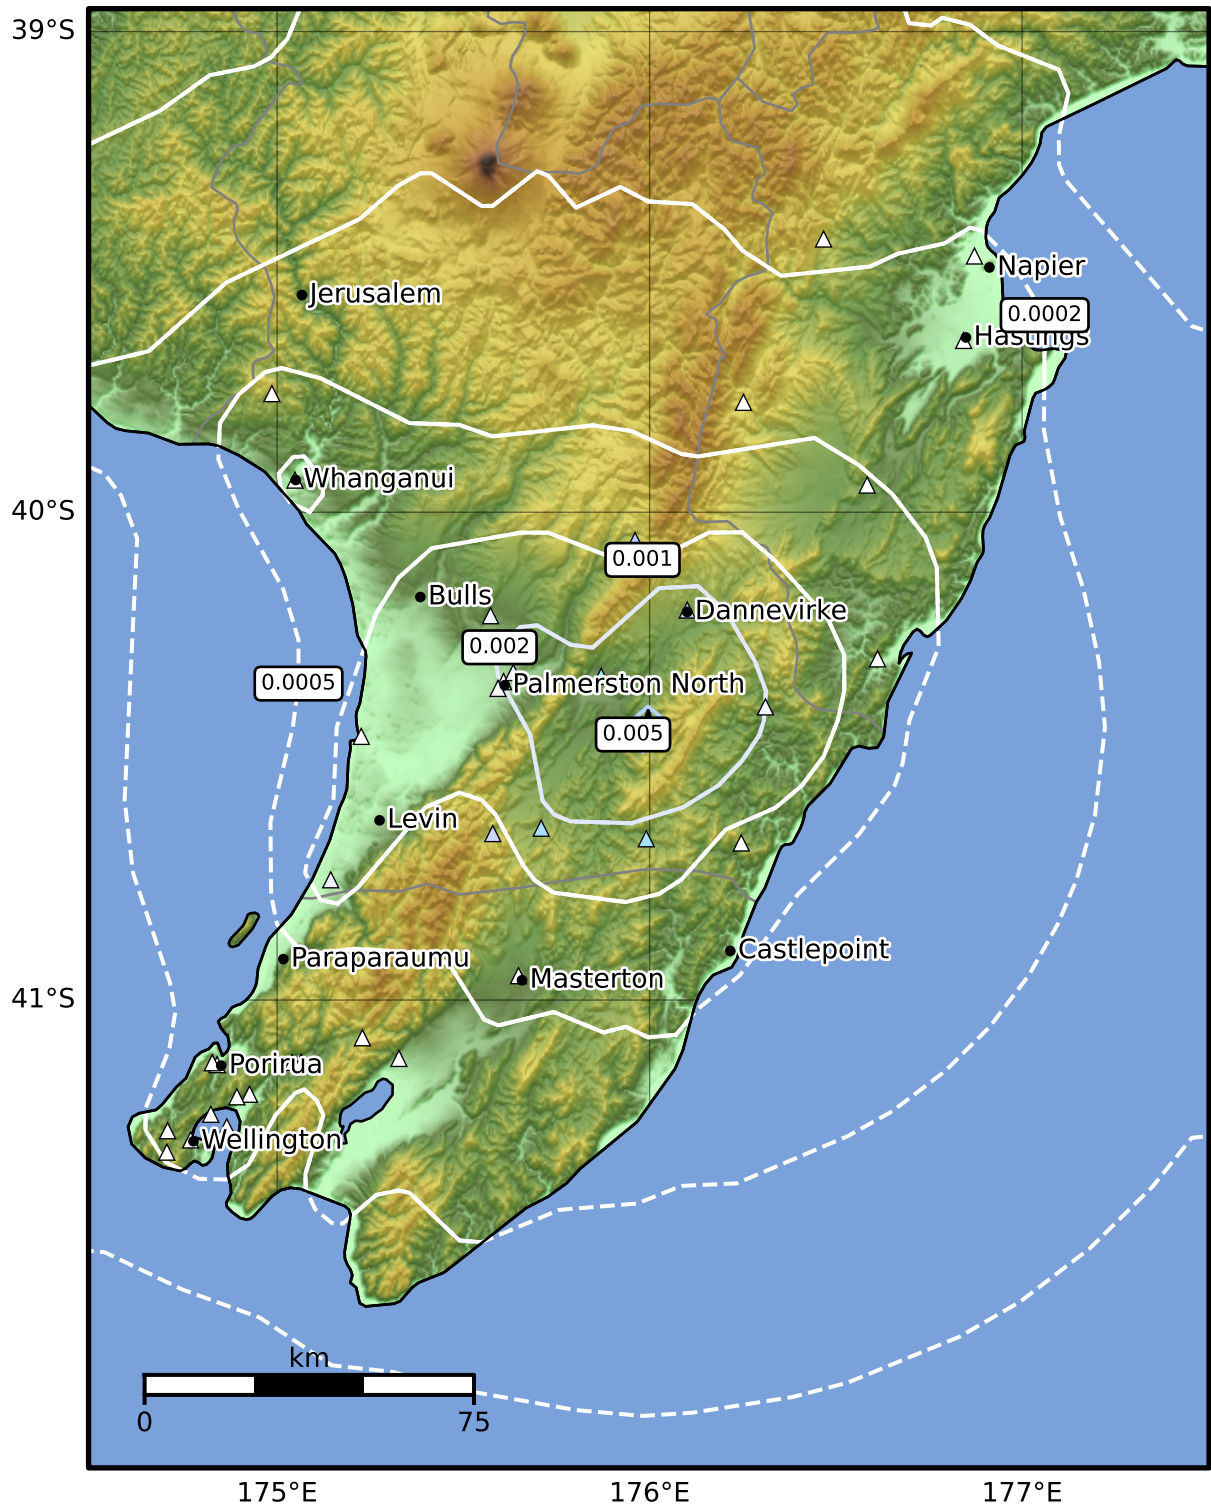 39°S
Napier
Jerusalem
0.0002
Hastings
Whanganui
40°S
0.001
Bulls
Dannevirke
0.002
0.0005
Palmerston North
0.005
Levin
Castlepoint
Paraparaumu
Masterton
41°S
Porirua
Wellington
km
0 75
175°E 176°E 177°E